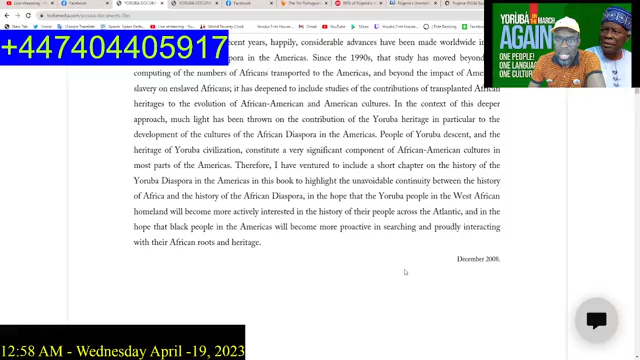 Facebook
YORUBA DOCUM
YORUBA DOCUM
Facebook
+447404405917
YORÙBÁ MARCH
AGAIN
ONE PEOPLE!
ONE LANGUAGE
ONE CULTURE
recent years, happily, considerable advances have been made worldwide in
pora in the Americas. Since the 1990s, that study has moved beyond
computing of the numbers of Africans transported to the Americas, and beyond the impact of
slavery on enslaved Africans; it has deepened to include studies of the contributions of transplanted African
heritages to the evolution of African-American and American cultures. In the context of this deeper
approach, much light has been thrown on the contribution of the Yoruba heritage in particular to the
development of the cultures of the African Diaspora in the Americas. People of Yoruba descent, and the
heritage of Yoruba civilization, constitute a very significant component of African-American cultures in
most parts of the Americas. Therefore, I have ventured to include a short chapter on the history of the
Yoruba Diaspora in the Americas in this book to highlight the unavoidable continuity between the history
of Africa and the history of the African Diaspora, in the hope that the Yoruba people in the West African
homeland will become more actively interested in the history of their people across the Atlantic, and in the
hope that black people in the Americas will become more proactive in searching and proudly interacting
with their African roots and heritage.
December 2008.
12:58 AM - Wednesday April -19, 2023